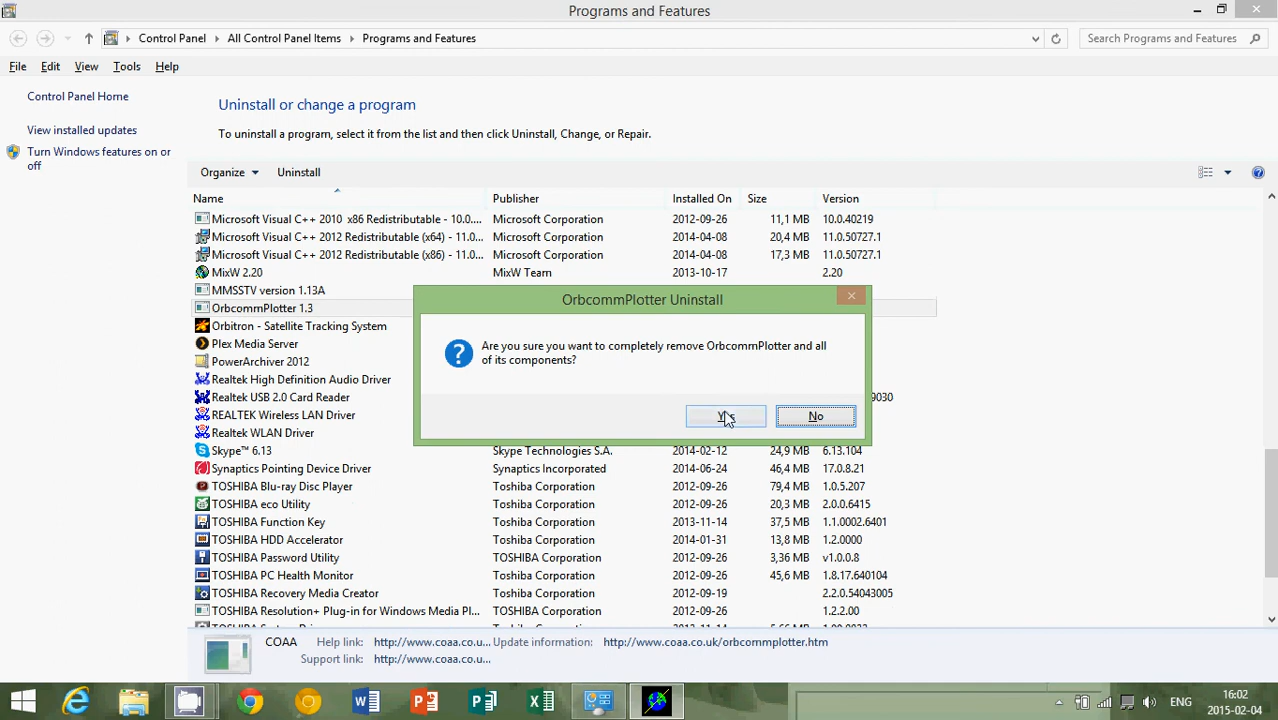 Programs and Features
Control Panel All Control Panel Items Programs and Features Search Programs and Features
File Edit View Tools Help
Control Panel Home
View installed updates
Turn Windows features on or
off
Uninstall or change a program
To uninstall a program, select it from the list and then click Uninstall, Change, or Repair.
Organize Uninstall
Name Publisher Installed On Size Version
Microsoft Visual C++ 2010 x86 Redistributable - 10.0.... Microsoft Corporation 2012-09-26 11,1 MB 10.0.40219
Microsoft Visual C++ 2012 Redistributable (x64) - 11.0... Microsoft Corporation 2014-04-08 20,4 MB 11.0.50727.1
Microsoft Visual C++ 2012 Redistributable (x86) - 11.0... Microsoft Corporation 2014-04-08 17,3 MB 11.0.50727.1
MixW 2.20 MixW Team 2013-10-17 2.20
MMSSTV version 1.13A
OrbcommPlotter 1.3
Orbitron - Satellite Tracking System
Plex Media Server
PowerArchiver 2012
Realtek High Definition Audio Driver
Realtek USB 2.0 Card Reader 9030
REALTEK Wireless LAN Driver
Realtek WLAN Driver
Skype™ 6.13 Skype Technologies S.A. 2014-02-12 24,9 MB 6.13.104
Synaptics Pointing Device Driver Synaptics Incorporated 2014-06-24 46,4 MB 17.0.8.21
TOSHIBA Blu-ray Disc Player Toshiba Corporation 2012-09-26 79,4 MB 1.0.5.207
TOSHIBA eco Utility Toshiba Corporation 2012-09-26 20,3 MB 2.0.0.6415
TOSHIBA Function Key Toshiba Corporation 2013-11-14 37,5 MB 1.1.0002.6401
TOSHIBA HDD Accelerator Toshiba Corporation 2014-01-31 13,8 MB 1.2.0000
TOSHIBA Password Utility TOSHIBA Corporation 2012-09-26 3,36 MB v1.0.0.8
TOSHIBA PC Health Monitor Toshiba Corporation 2012-09-26 45,6 MB 1.8.17.640104
TOSHIBA Recovery Media Creator Toshiba Corporation 2012-09-19 2.2.0.54043005
TOSHIBA Resolution+ Plug-in for Windows Media Pl... TOSHIBA Corporation 2012-09-26 1.2.2.00
OrbcommPlotter Uninstall
Are you sure you want to completely remove OrbcommPlotter and all
of its components?
Yes No
COAA Help link: http://www.coaa.co.u... Update information: http://www.coaa.co.uk/orbcommplotter.htm
Support link: http://www.coaa.co.u...
ENG 16:02
2015-02-04